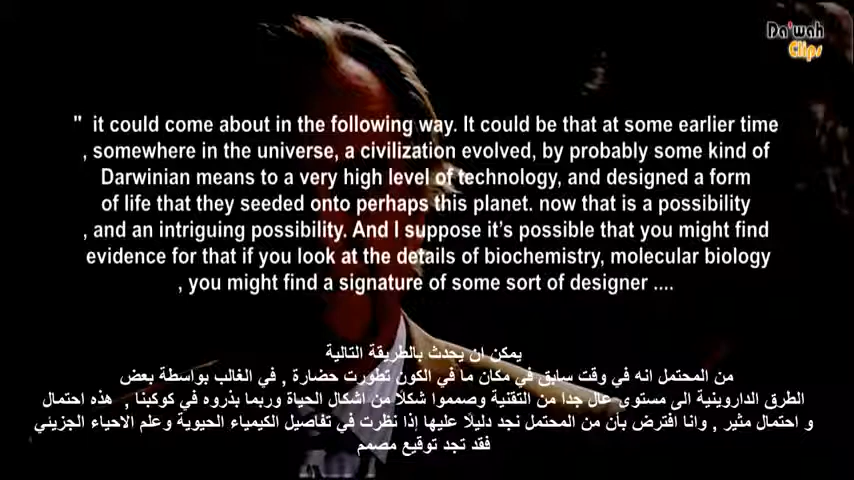 Da'wah
Clips
" it could come about in the following way. It could be that at some earlier time
, somewhere in the universe, a civilization evolved, by probably some kind of
Darwinian means to a very high level of technology, and designed a form
of life that they seeded onto perhaps this planet. now that is a possibility
, and an intriguing possibility. And I suppose it's possible that you might find
evidence for that if you look at the details of biochemistry, molecular biology
, you might find a signature of some sort of designer ....
يمكن ان يحدث بالطريقة التالية
من المحتمل انه في وقت سابق في مكان ما في الكون تطورت حضارة , في الغالب بواسطة بعض
الطرق الداروينية الى مستوى عال جدا من التقنية وصمموا شكلاً من اشكال الحياة وربما بذروه في كوكبنا , هذه احتمال
و احتمال مثير , وانا افترض بأن من المحتمل نجد دليلاً عليها إذا نظرت في تفاصيل الكيمياء الحيوية وعلم الاحياء الجزيئي
فقد تجد توقيع مصمم